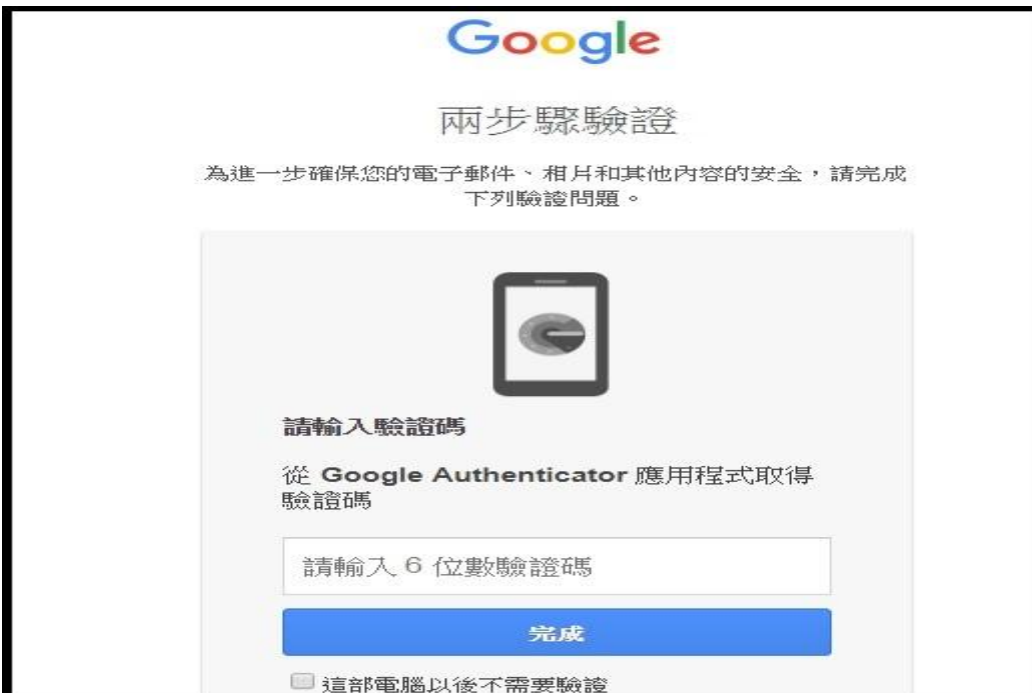 Google
兩步驟驗證
為進一步確保您的電子郵件、相片和其他內容的安全，請完成
下列驗證問題。
請輸入驗證碼
從 Google Authenticator 應用程式取得
驗證碼
請輸入 6 位數驗證碼
完成
這部電腦以後不需要驗證